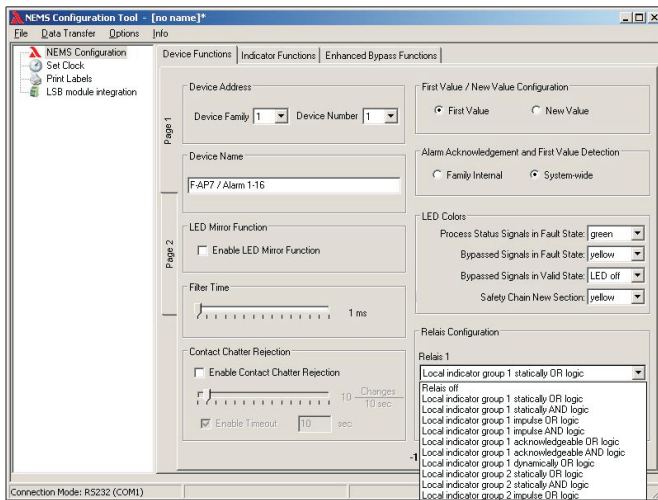 NEMS Configuration Tool - [no name]*
File Data Transfer Options Info
NEMS Configuration
Set Clock
Print Labels
LSB module integration
Device Functions Indicator Functions Enhanced Bypass Functions
Page 1
Page 2
Device Address
Device Family 1 Device Number 1
Device Name
F-AP7 / Alarm 1-16
LED Mirror Function
Enable LED Mirror Function
Filter Time
1 ms
Contact Chatter Rejection
Enable Contact Chatter Rejection
10 Changes
10 sec
Enable Timeout 10 sec
First Value / New Value Configuration
First Value New Value
Alarm Acknowledgement and First Value Detection
Family Internal System-wide
LED Colors
Process Status Signals in Fault State: green
Bypassed Signals in Fault State: yellow
Bypassed Signals in Valid State: LED off
Safety Chain New Section: yellow
Relais Configuration
Relais 1
Local indicator group 1 statically OR logic
Relais off
Local indicator group 1 statically OR logic
Local indicator group 1 statically AND logic
Local indicator group 1 impulse OR logic
Local indicator group 1 impulse AND logic
Local indicator group 1 acknowledgeable OR logic
Local indicator group 1 acknowledgeable AND logic
Local indicator group 1 dynamically OR logic
Local indicator group 2 statically OR logic
Local indicator group 2 statically AND logic
Local indicator group 2 impulse OR logic
-1
Connection Mode: RS232 (COM1)